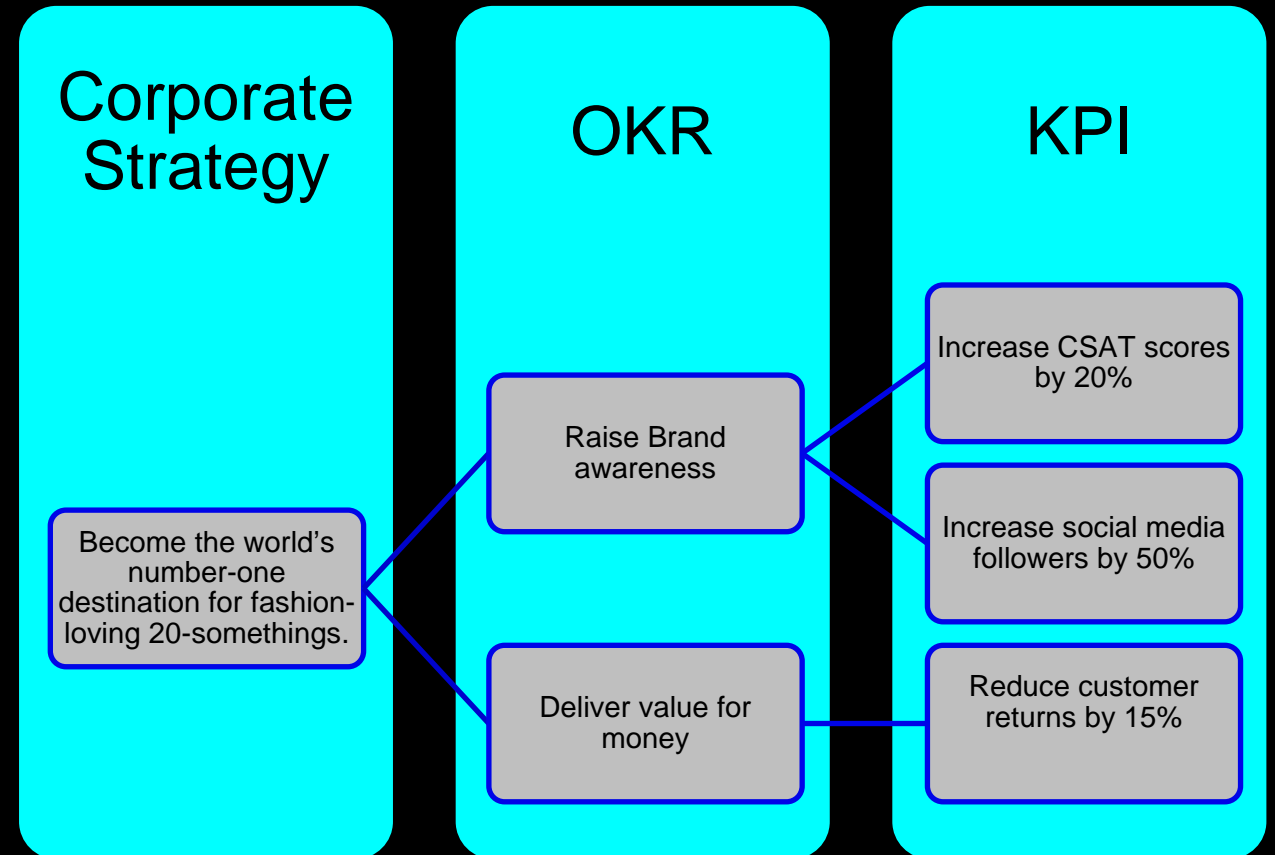 Corporate
Strategy
OKR
KPI
Become the world’s
number-one
destination for fashion-
loving 20-somethings.
Raise Brand
awareness
Increase CSAT scores
by 20%
Increase social media
followers by 50%
Deliver value for
money
Reduce customer
returns by 15%